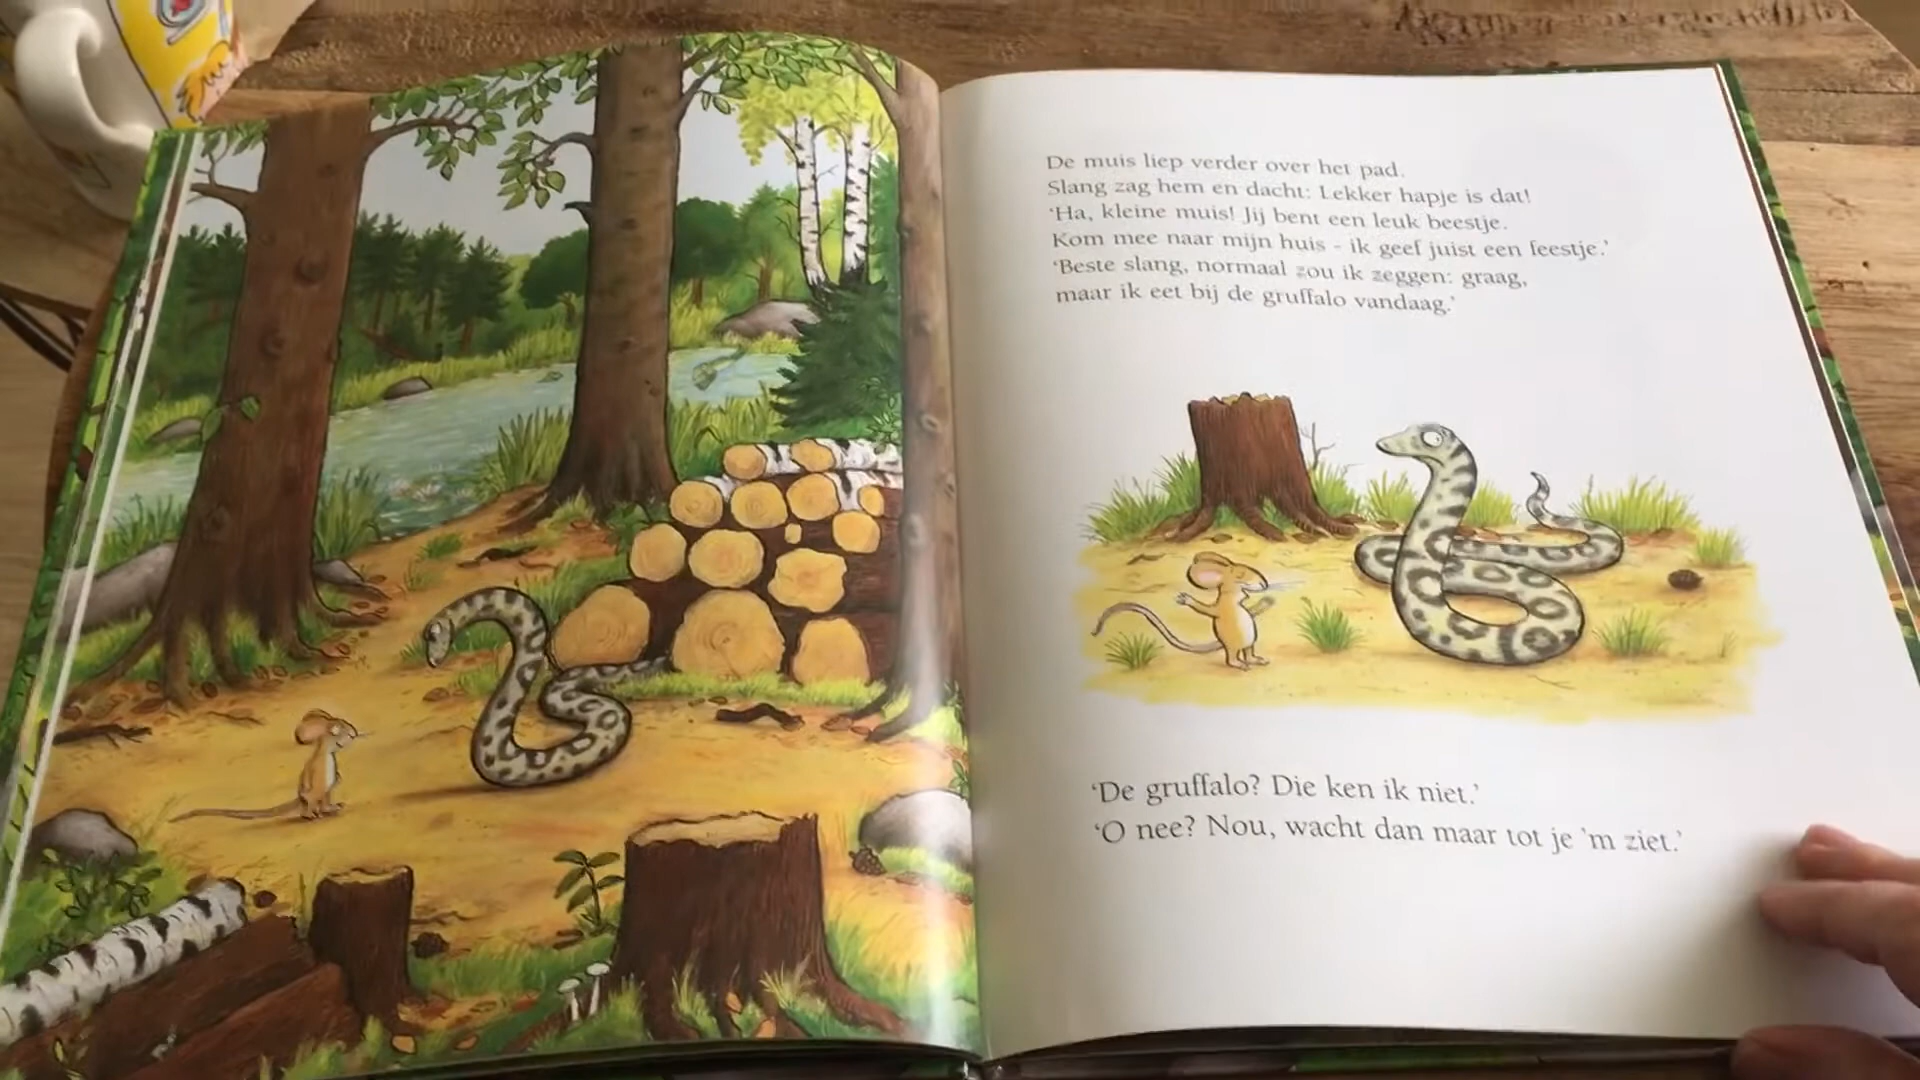 De muis liep verder over het pad.
Slang zag hem en dacht: Lekker hapje is dat!
‘Ha, kleine muis! Jij bent een leuk beestje.
Kom mee naar mijn huis - ik geef juist een feestje.’
‘Beste slang, normaal zou ik zeggen: graag,
maar ik eet bij de gruffalo vandaag.’
‘De gruffalo? Die ken ik niet.’
‘O nee? Nou, wacht dan maar tot je ’m ziet.’